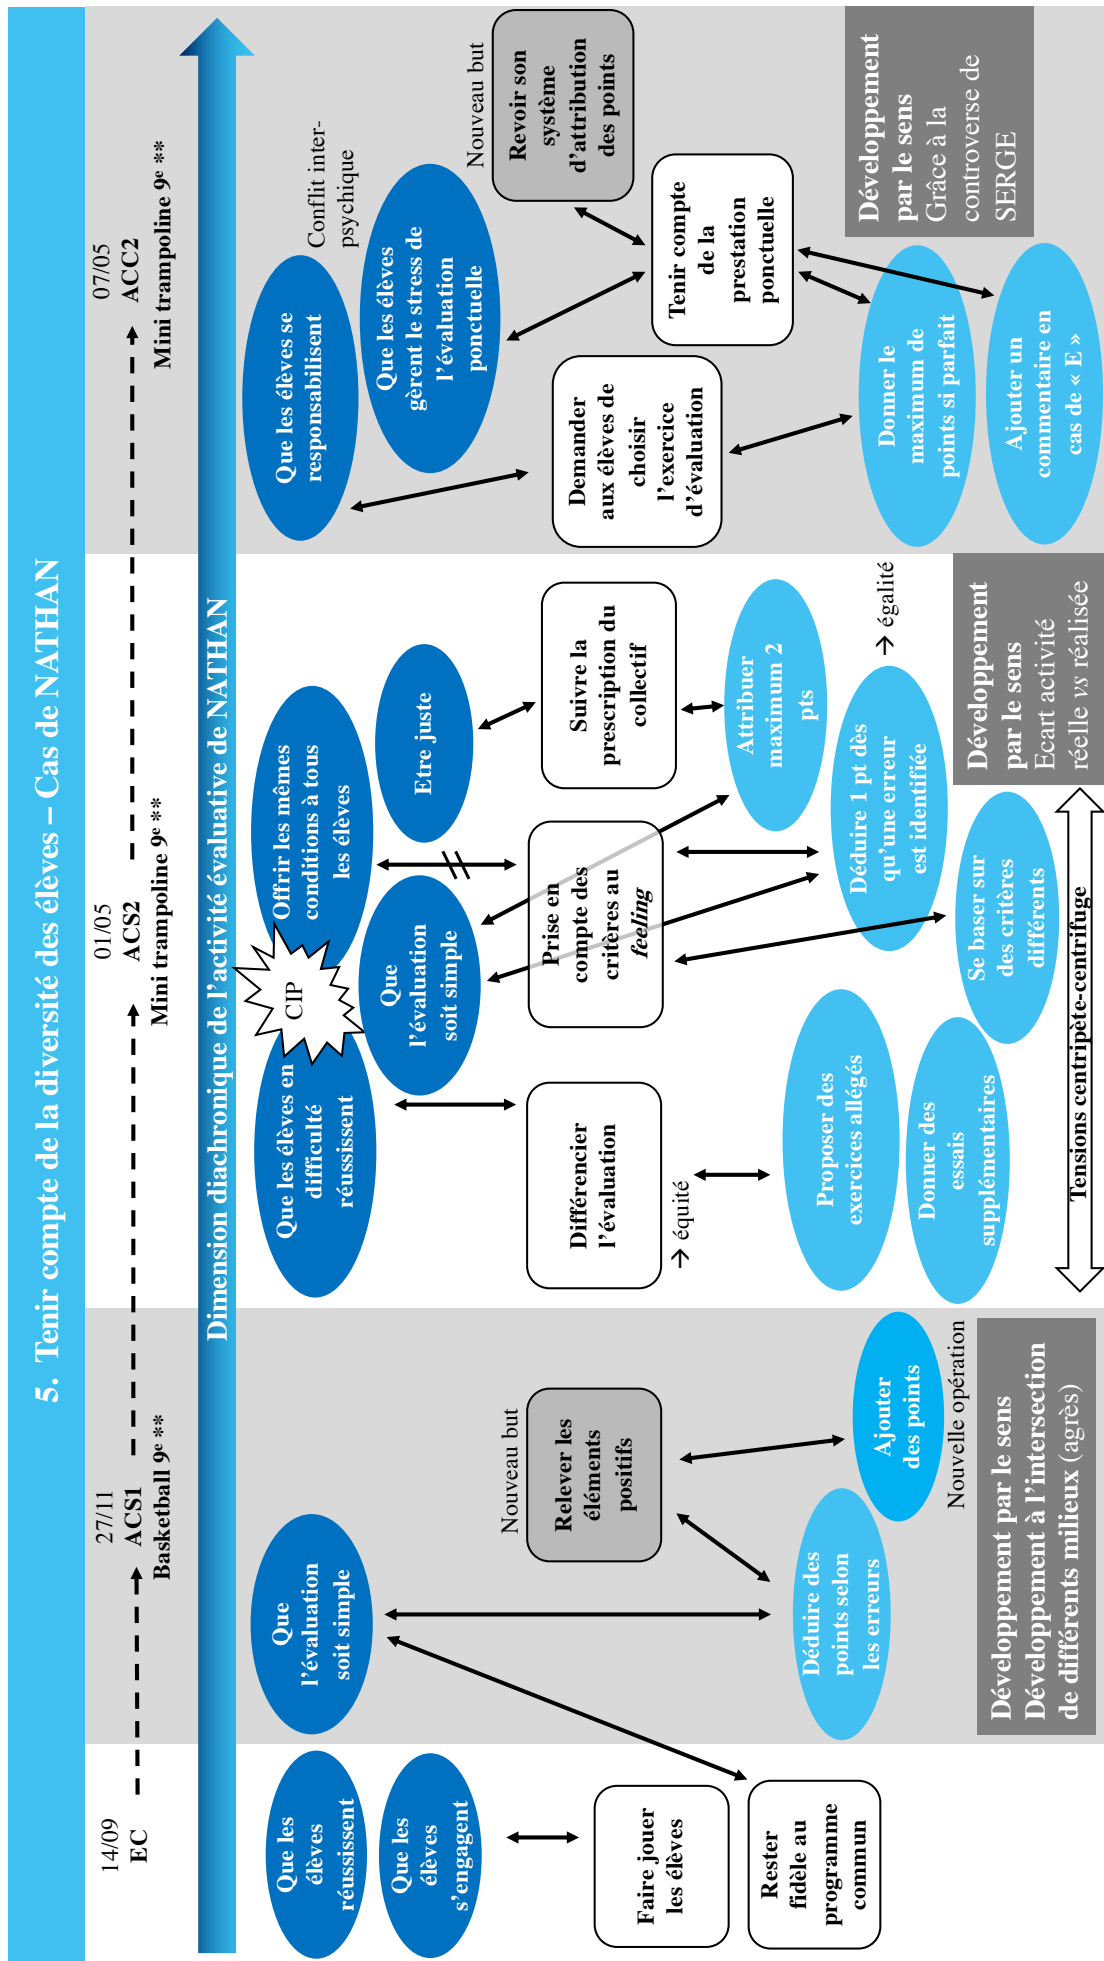 5. Tenir compte de la diversité des élèves – Cas de NATHAN
14/09
EC
27/11
ACS1
Basketball 9e **
01/05
ACS2
Mini trampoline 9e **
07/05
ACC2
Mini trampoline 9e **
Dimension diachronique de l'activité évaluative de NATHAN
Que les
élèves
réussissent
Que les
élèves
s'engagent
Faire jouer
les élèves
Rester
fidèle au
programme
commun
Que
l'évaluation
soit simple
Nouveau but
Relever les
éléments
positifs
Déduire des
points selon
les erreurs
Ajouter
des points
Nouvelle opération
Développement par le sens
Développement à l'intersection
de différents milieux (agrès)
Que les élèves en
difficulté
réussissent
CIP
Offrir les mêmes
conditions à tous
les élèves
Que
l'évaluation
soit simple
Etre juste
Différencier
l'évaluation
→ équité
Prise en
compte des
critères au
feeling
Suivre la
prescription du
collectif
Proposer des
exercices allégés
Donner des
essais
supplémentaires
Attribuer
maximum 2
pts
Déduire 1 pt dès
qu'une erreur
est identifiée
→ égalité
Se baser sur
des critères
différents
Tensions centripète-centrifuge
Développement
par le sens
Ecart activité
réelle vs réalisée
Que les élèves se
responsabilisent
Conflit inter-
psychique
Que les élèves
gèrent le stress de
l'évaluation
ponctuelle
Nouveau but
Revoir son
système
d'attribution
des points
Demander
aux élèves de
choisir
l'exercice
d'évaluation
Tenir compte
de la
prestation
ponctuelle
Donner le
maximum de
points si parfait
Ajouter un
commentaire en
cas de « E »
Développement
par le sens
Grâce à la
controverse de
SERGE